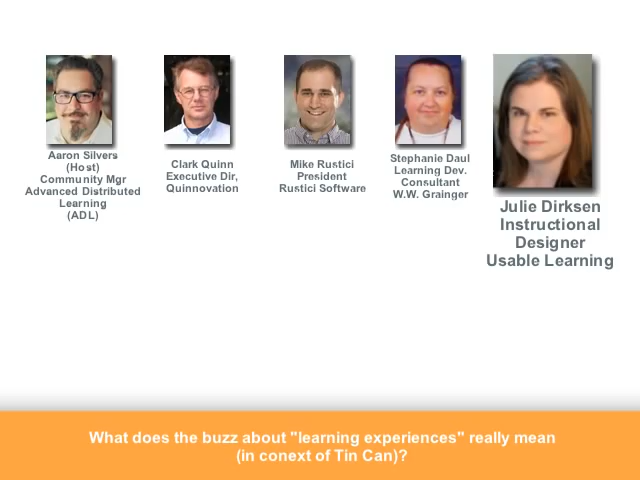 Aaron Silvers
(Host)
Community Mgr
Advanced Distributed
Learning
(ADL)
Clark Quinn
Executive Dir,
Quinnovation
Mike Rustici
President
Rustici Software
Stephanie Daul
Learning Dev.
Consultant
W.W. Grainger
Julie Dirksen
Instructional
Designer
Usable Learning
What does the buzz about "learning experiences" really mean
(in conext of Tin Can)?